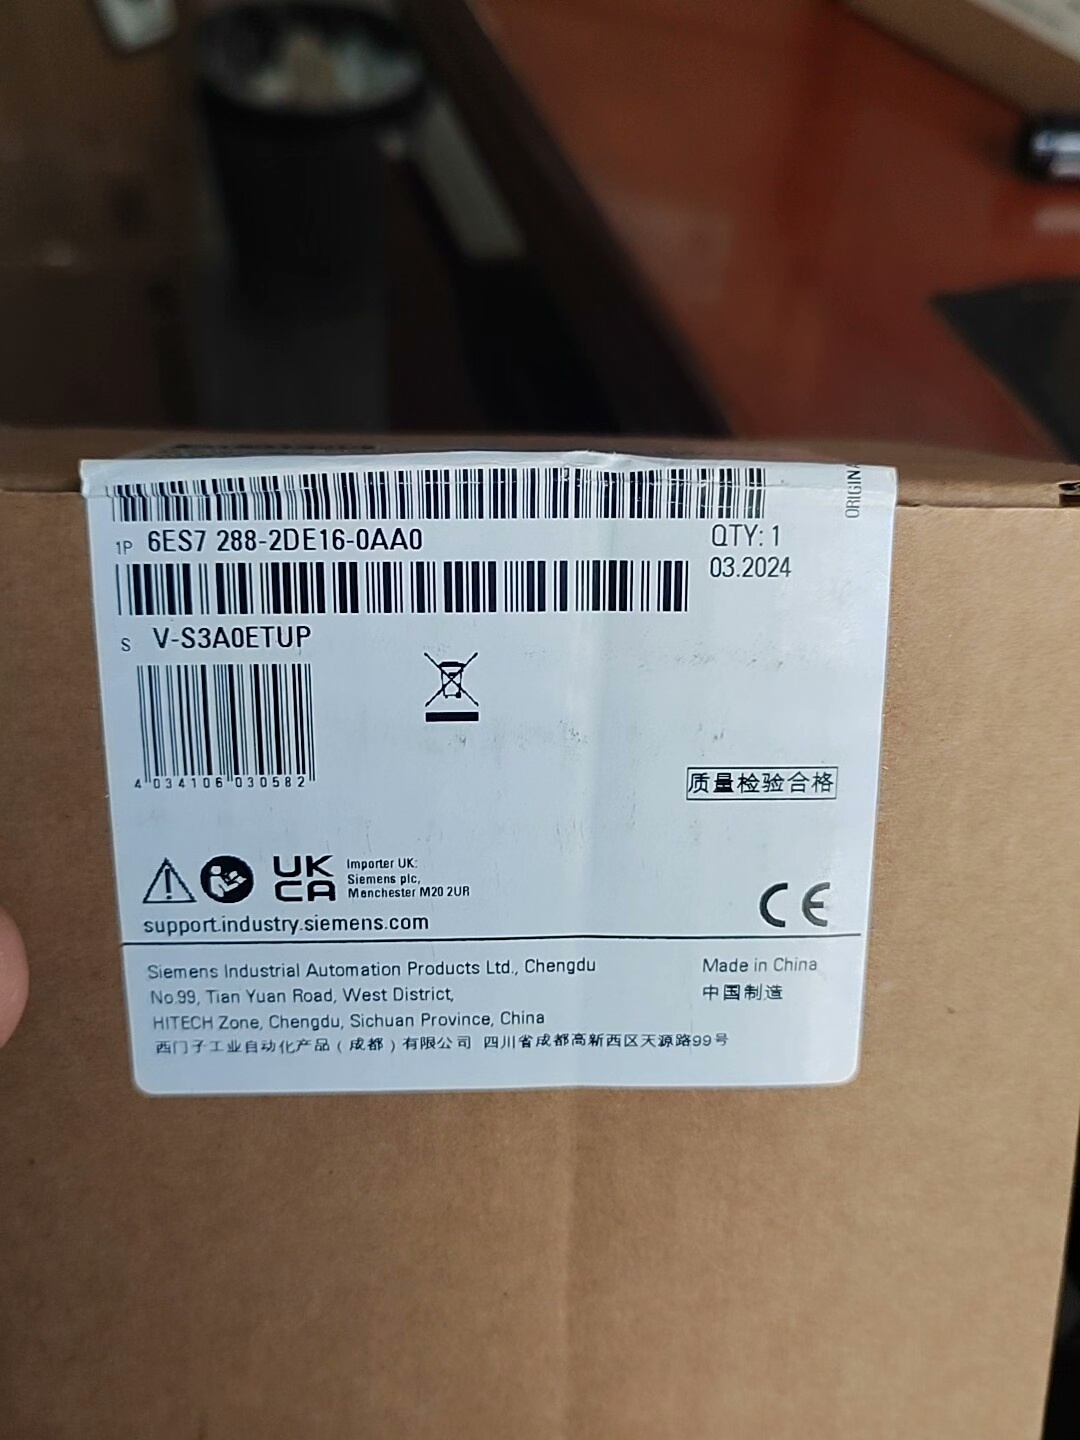 ORIGINA
1P 6ES7 288-2DE16-0AA0
QTY: 1
03.2024
S V-S3A0ETUP
4 034106 030582
质量检验合格
UK
CA
Importer UK:
Siemens plc,
Manchester M20 2UR
CE
support.industry.siemens.com
Siemens Industrial Automation Products Ltd., Chengdu
No.99, Tian Yuan Road, West District,
HITECH Zone, Chengdu, Sichuan Province, China
西门子工业自动化产品(成都)有限公司 四川省成都高新西区天源路99号
Made in China
中国制造